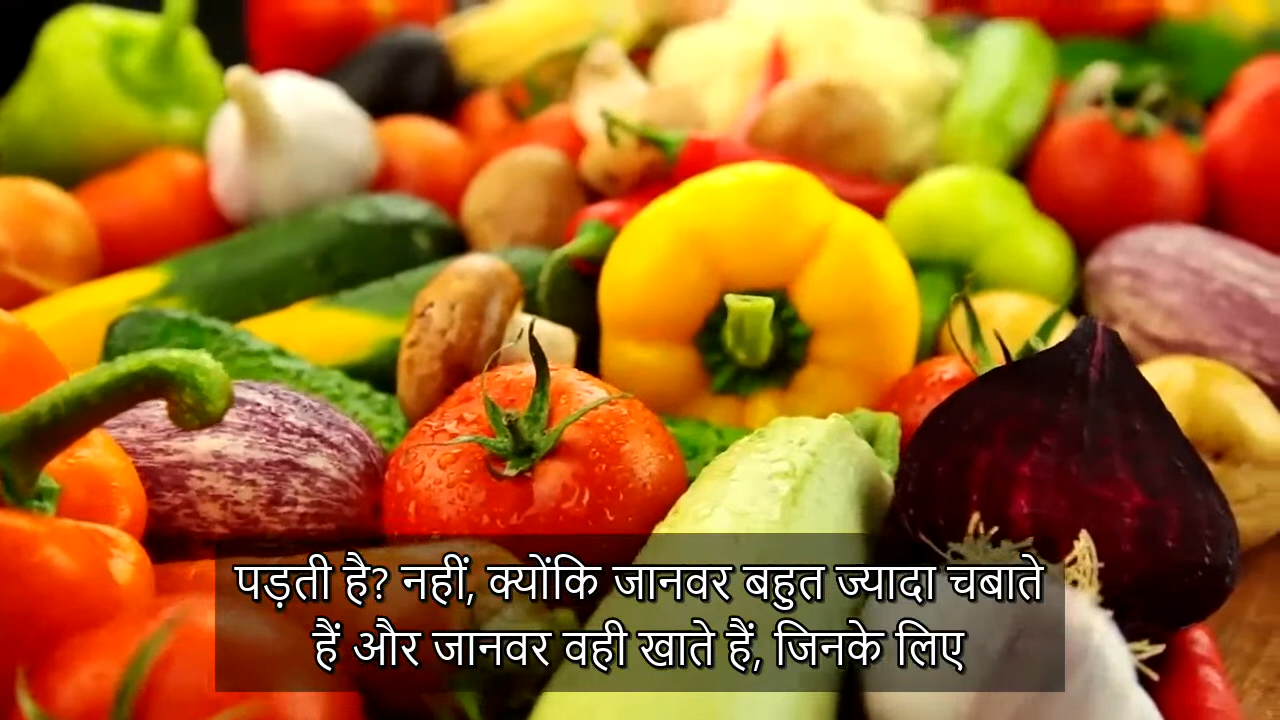 पड़ती है? नहीं, क्योंकि जानवर बहुत ज्यादा चबाते
हैं और जानवर वही खाते हैं, जिनके लिए